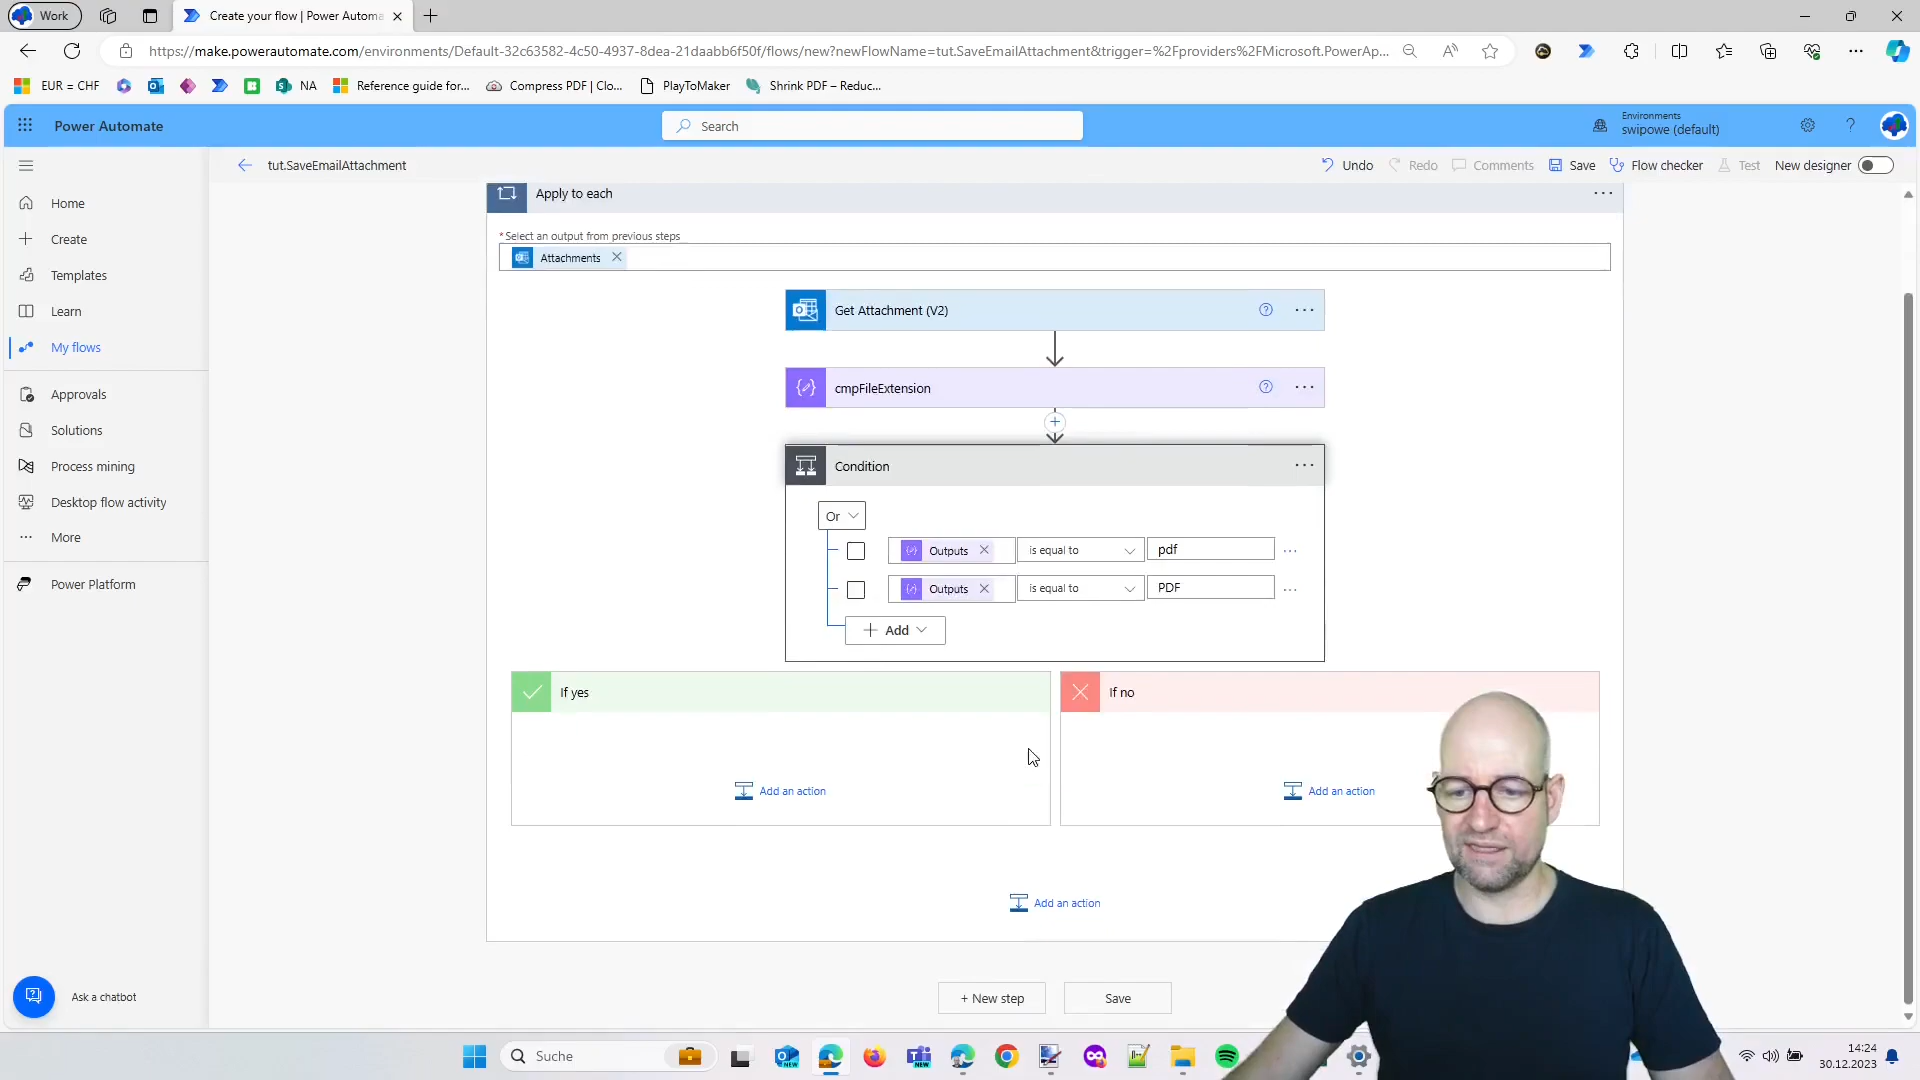 Work
Create your flow | Power Automa
https://make.powerautomate.com/environments/Default-32c63582-4c50-4937-8dea-21daabb6f50f/flows/new?newFlowName=tut.SaveEmailAttachment&trigger=%2Fproviders%2FMicrosoft.PowerAp...
EUR = CHF
NA
Reference guide for...
Compress PDF | Clo...
PlayToMaker
Shrink PDF – Reduc...
Power Automate
Search
Environments
swipowe (default)
tut.SaveEmailAttachment
Undo
Redo
Comments
Save
Flow checker
Test
New designer
Home
Create
Templates
Learn
My flows
Approvals
Solutions
Process mining
Desktop flow activity
More
Power Platform
Ask a chatbot
Apply to each
* Select an output from previous steps
Attachments
Get Attachment (V2)
cmpFileExtension
Condition
Or
Outputs
is equal to
pdf
Outputs
is equal to
PDF
Add
If yes
Add an action
If no
Add an action
Add an action
+ New step
Save
Suche
NEW
NEW
14:24
30.12.2023